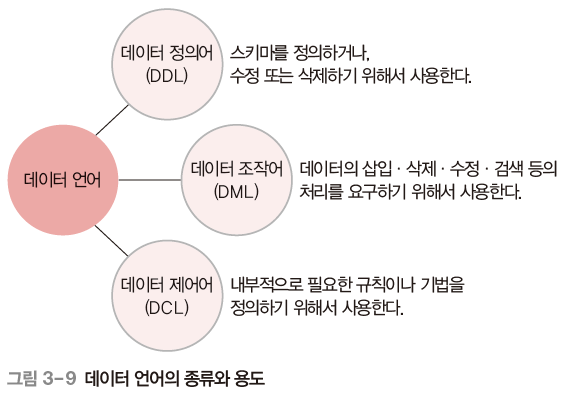 데이터 정의어
(DDL)
스키마를 정의하거나,
수정 또는 삭제하기 위해서 사용한다.
데이터 언어
데이터 조작어
(DML)
데이터의 삽입 · 삭제 · 수정 · 검색 등의
처리를 요구하기 위해서 사용한다.
데이터 제어어
(DCL)
내부적으로 필요한 규칙이나 기법을
정의하기 위해서 사용한다.
그림 3-9 데이터 언어의 종류와 용도